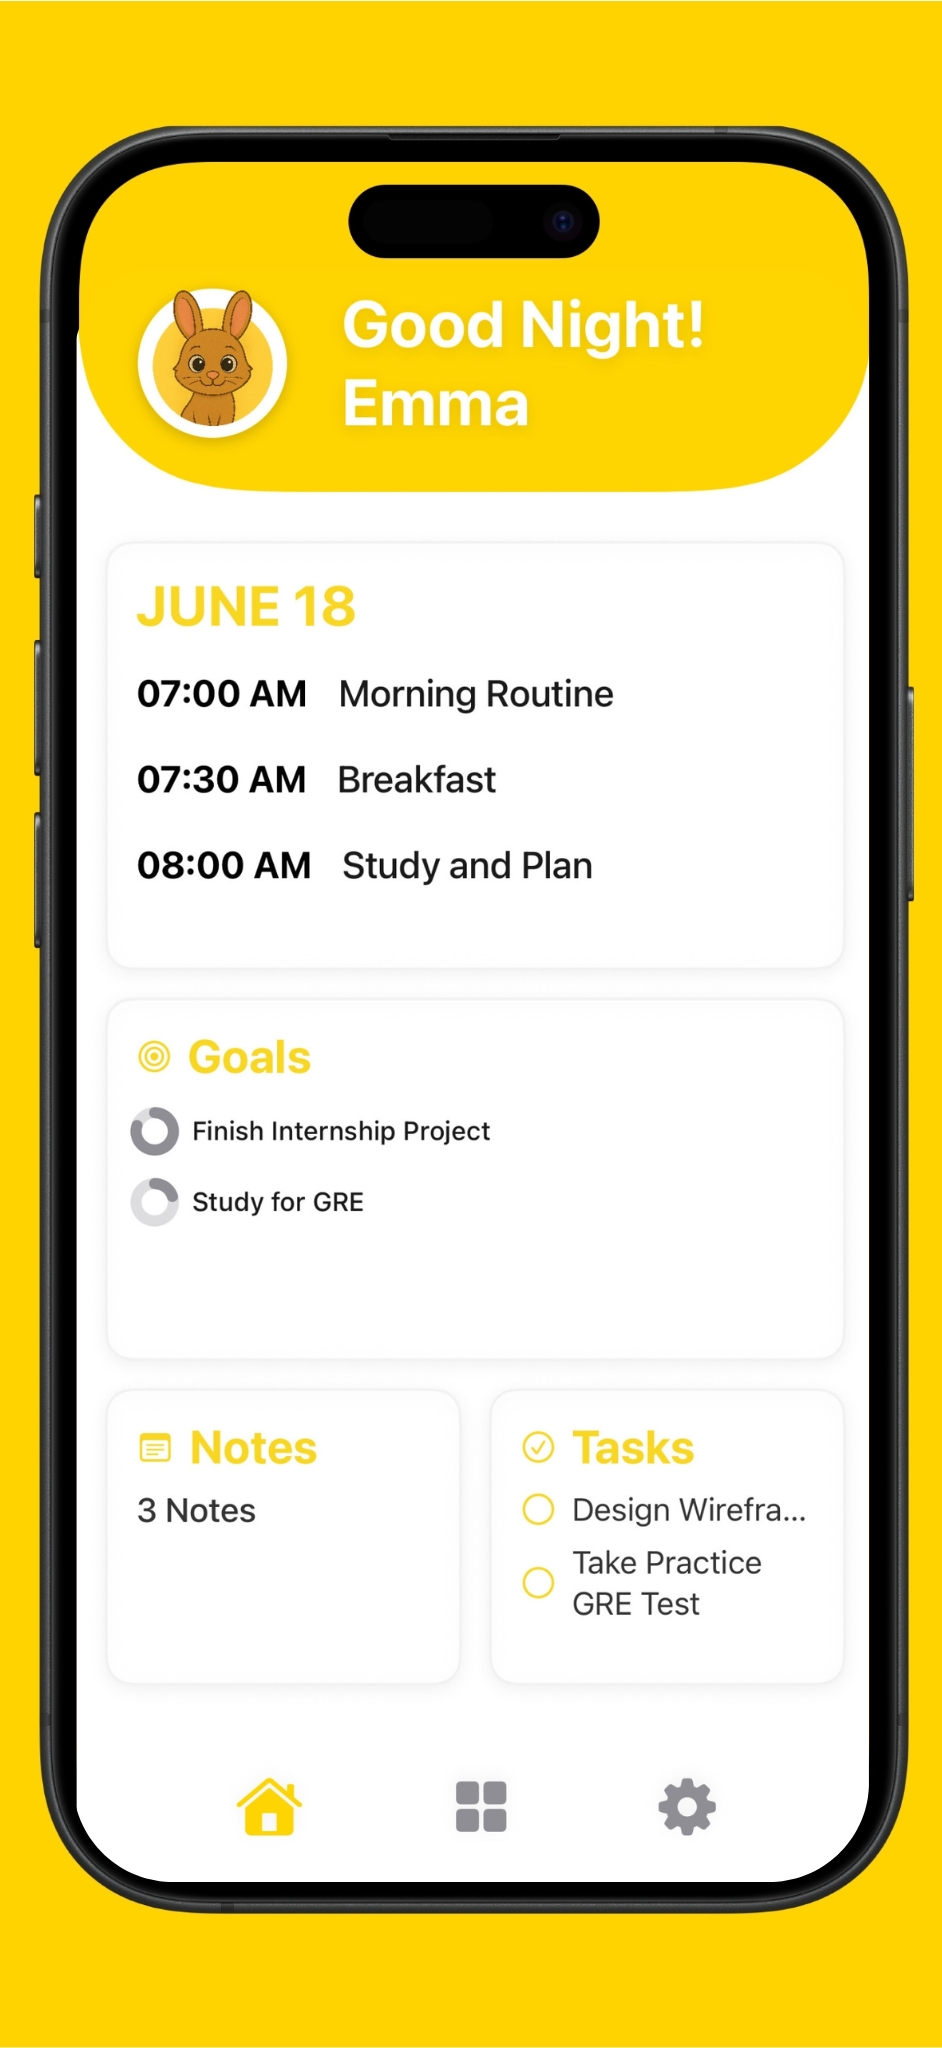 Good Night!
Emma
JUNE 18
07:00 AM Morning Routine
07:30 AM Breakfast
08:00 AM Study and Plan
Goals
Finish Internship Project
Study for GRE
Notes
3 Notes
Tasks
Design Wirefra...
Take Practice
GRE Test